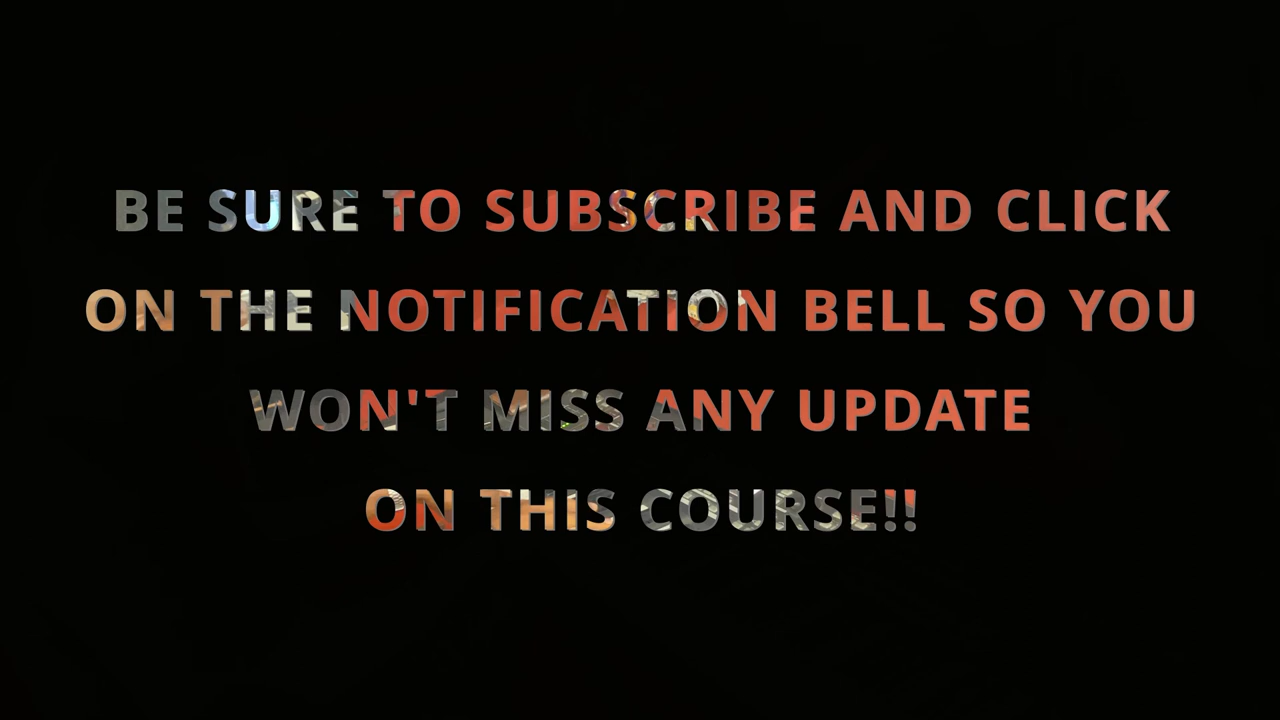 BE SURE TO SUBSCRIBE AND CLICK
ON THE NOTIFICATION BELL SO YOU
WON'T MISS ANY UPDATE
ON THIS COURSE!!